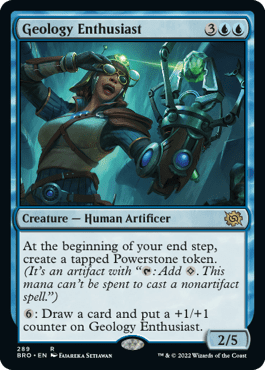 Geology Enthusiast 3
Creature — Human Artificer
At the beginning of your end step,
create a tapped Powerstone token.
(It's an artifact with “: Add . This
mana can't be spent to cast a nonartifact
spell.”)
6: Draw a card and put a +1/+1
counter on Geology Enthusiast.
2/5
289 R
BRO • EN Fajareka Setiawan
™ & © 2022 Wizards of the Coast